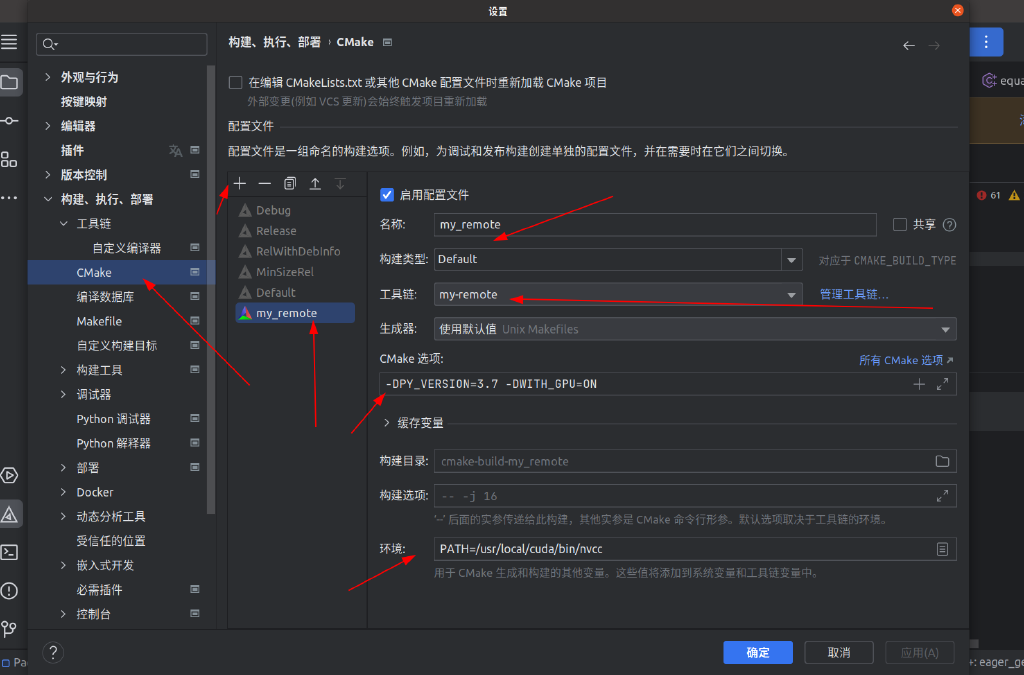 设置
构建、执行、部署 › CMake
外观与行为
按键映射
编辑器
插件
版本控制
构建、执行、部署
工具链
自定义编译器
CMake
编译数据库
Makefile
自定义构建目标
构建工具
调试器
Python 调试器
Python 解释器
部署
Docker
动态分析工具
受信任的位置
嵌入式开发
必需插件
控制台
在编辑 CMakeLists.txt 或其他 CMake 配置文件时重新加载 CMake 项目
外部变更(例如 VCS 更新)会始终触发项目重新加载
配置文件
配置文件是一组命名的构建选项。例如，为调试和发布构建创建单独的配置文件，并在需要时在它们之间切换。
Debug
Release
RelWithDebInfo
MinSizeRel
Default
my_remote
启用配置文件
名称: my_remote 共享
构建类型: Default 对应于 CMAKE_BUILD_TYPE
工具链: my-remote 管理工具链...
生成器: 使用默认值 Unix Makefiles
CMake 选项: 所有 CMake 选项
-DPY_VERSION=3.7 -DWITH_GPU=ON
缓存变量
构建目录: cmake-build-my_remote
构建选项: -- -j 16
'--' 后面的实参传递给此构建，其他实参是 CMake 命令行形参。默认选项取决于工具链的环境。
环境: PATH=/usr/local/cuda/bin/nvcc
用于 CMake 生成和构建的其他变量。这些值将添加到系统变量和工具链变量中。
确定
取消
应用(A)
equa
61
Pa
: eager_ge